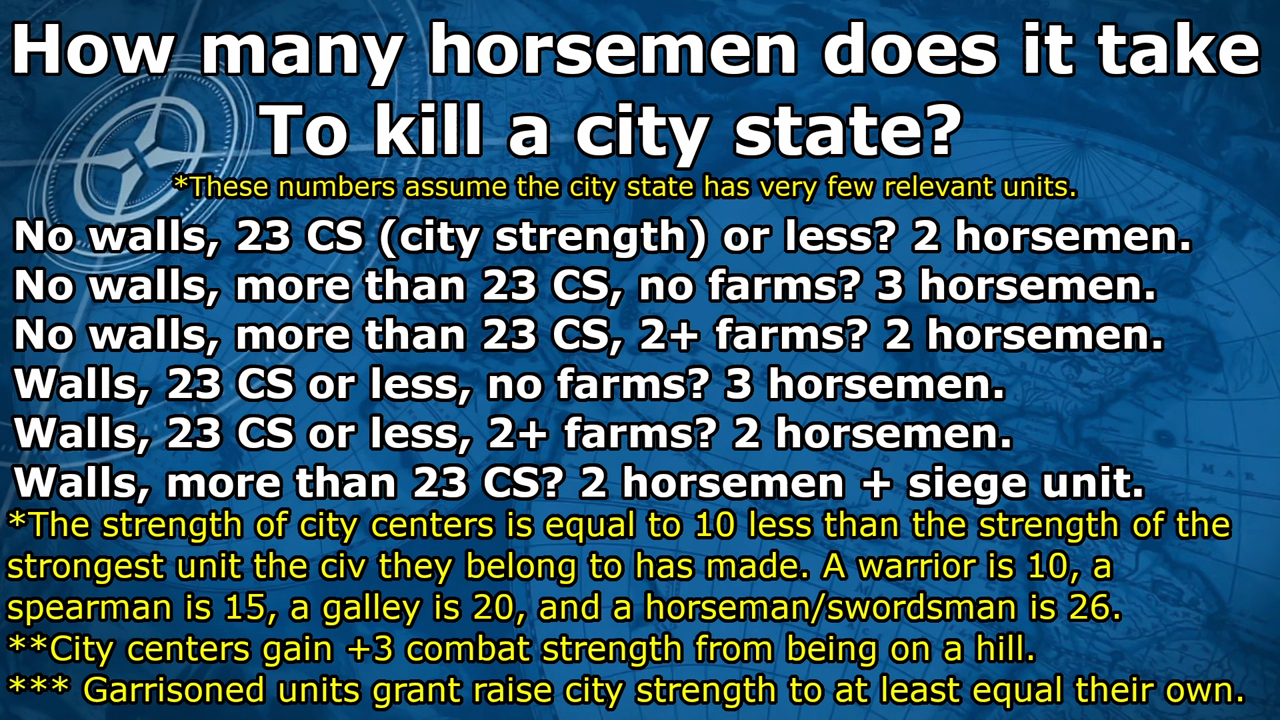 How many horsemen does it take
To kill a city state?
*These numbers assume the city state has very few relevant units.
No walls, 23 CS (city strength) or less? 2 horsemen.
No walls, more than 23 CS, no farms? 3 horsemen.
No walls, more than 23 CS, 2+ farms? 2 horsemen.
Walls, 23 CS or less, no farms? 3 horsemen.
Walls, 23 CS or less, 2+ farms? 2 horsemen.
Walls, more than 23 CS? 2 horsemen + siege unit.
*The strength of city centers is equal to 10 less than the strength of the
strongest unit the civ they belong to has made. A warrior is 10, a
spearman is 15, a galley is 20, and a horseman/swordsman is 26.
**City centers gain +3 combat strength from being on a hill.
*** Garrisoned units grant raise city strength to at least equal their own.
MAR